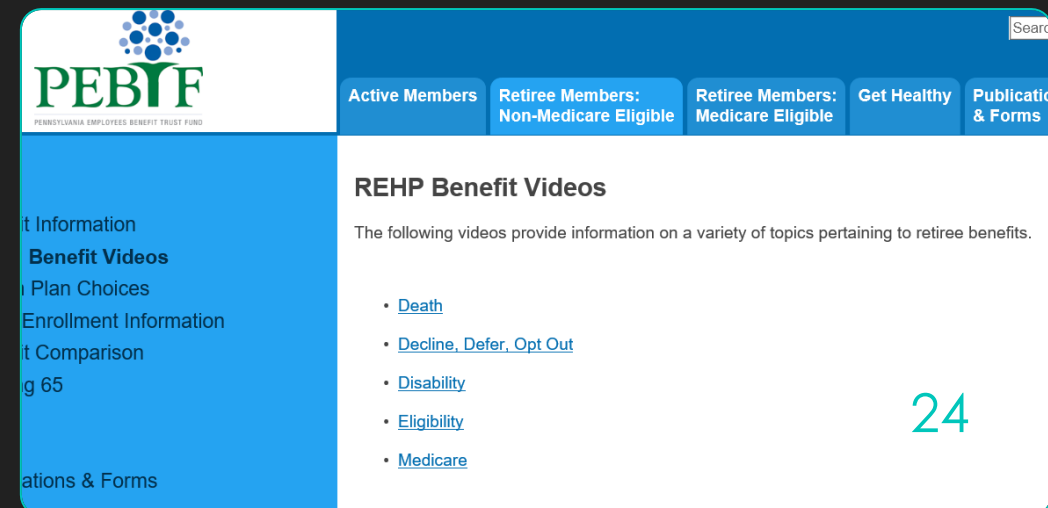 Searc
PEBTF
PENNSYLVANIA EMPLOYEES BENEFIT TRUST FUND
Active Members
Retiree Members:
Non-Medicare Eligible
Retiree Members:
Medicare Eligible
Get Healthy
Publicatio
& Forms
it Information
Benefit Videos
Plan Choices
Enrollment Information
it Comparison
g 65
ations & Forms
REHP Benefit Videos
The following videos provide information on a variety of topics pertaining to retiree benefits.
• Death
• Decline, Defer, Opt Out
• Disability
• Eligibility
• Medicare
24